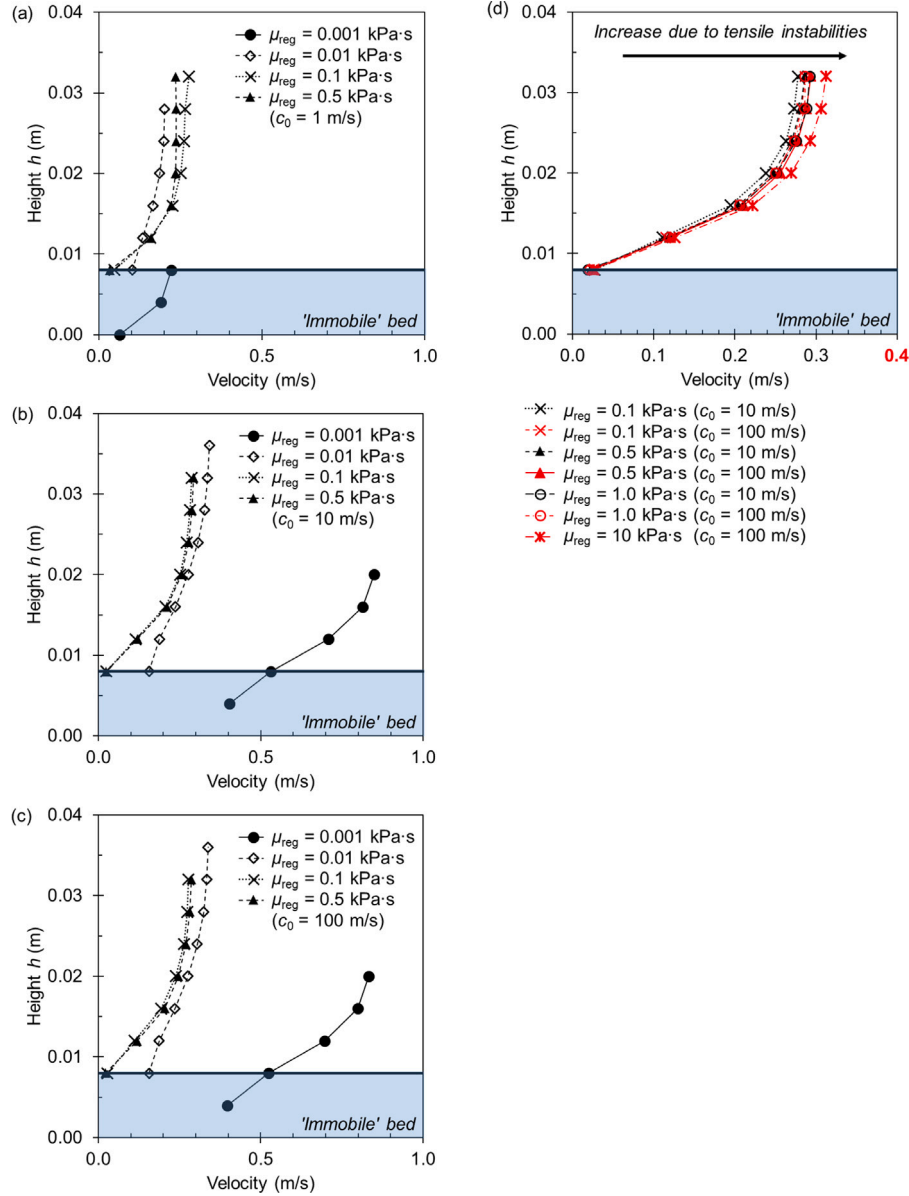 (a)
0.04
0.03
0.02
0.01
0.00
Height h (m)
μreg = 0.001 kPa·s
μreg = 0.01 kPa·s
μreg = 0.1 kPa·s
μreg = 0.5 kPa·s
(c0 = 1 m/s)
'Immobile' bed
0.0 0.5 1.0
Velocity (m/s)
(d)
0.04
0.03
0.02
0.01
0.00
Height h (m)
Increase due to tensile instabilities
'Immobile' bed
0.0 0.1 0.2 0.3 0.4
Velocity (m/s)
μreg = 0.1 kPa·s (c0 = 10 m/s)
μreg = 0.1 kPa·s (c0 = 100 m/s)
μreg = 0.5 kPa·s (c0 = 10 m/s)
μreg = 0.5 kPa·s (c0 = 100 m/s)
μreg = 1.0 kPa·s (c0 = 10 m/s)
μreg = 1.0 kPa·s (c0 = 100 m/s)
μreg = 10 kPa·s (c0 = 100 m/s)
(b)
0.04
0.03
0.02
0.01
0.00
Height h (m)
μreg = 0.001 kPa·s
μreg = 0.01 kPa·s
μreg = 0.1 kPa·s
μreg = 0.5 kPa·s
(c0 = 10 m/s)
'Immobile' bed
0.0 0.5 1.0
Velocity (m/s)
(c)
0.04
0.03
0.02
0.01
0.00
Height h (m)
μreg = 0.001 kPa·s
μreg = 0.01 kPa·s
μreg = 0.1 kPa·s
μreg = 0.5 kPa·s
(c0 = 100 m/s)
'Immobile' bed
0.0 0.5 1.0
Velocity (m/s)